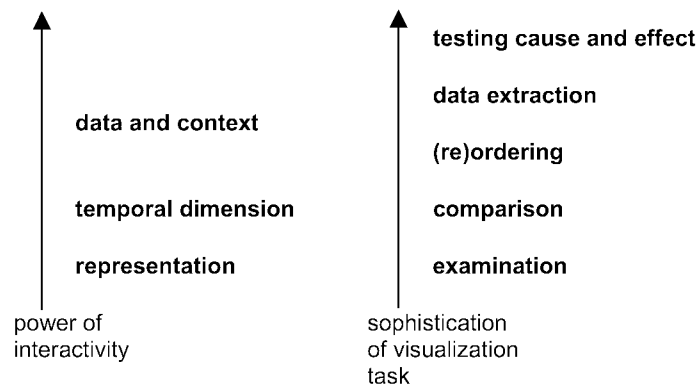 data and context
temporal dimension
representation
power of
interactivity
testing cause and effect
data extraction
(re)ordering
comparison
examination
sophistication
of visualization
task